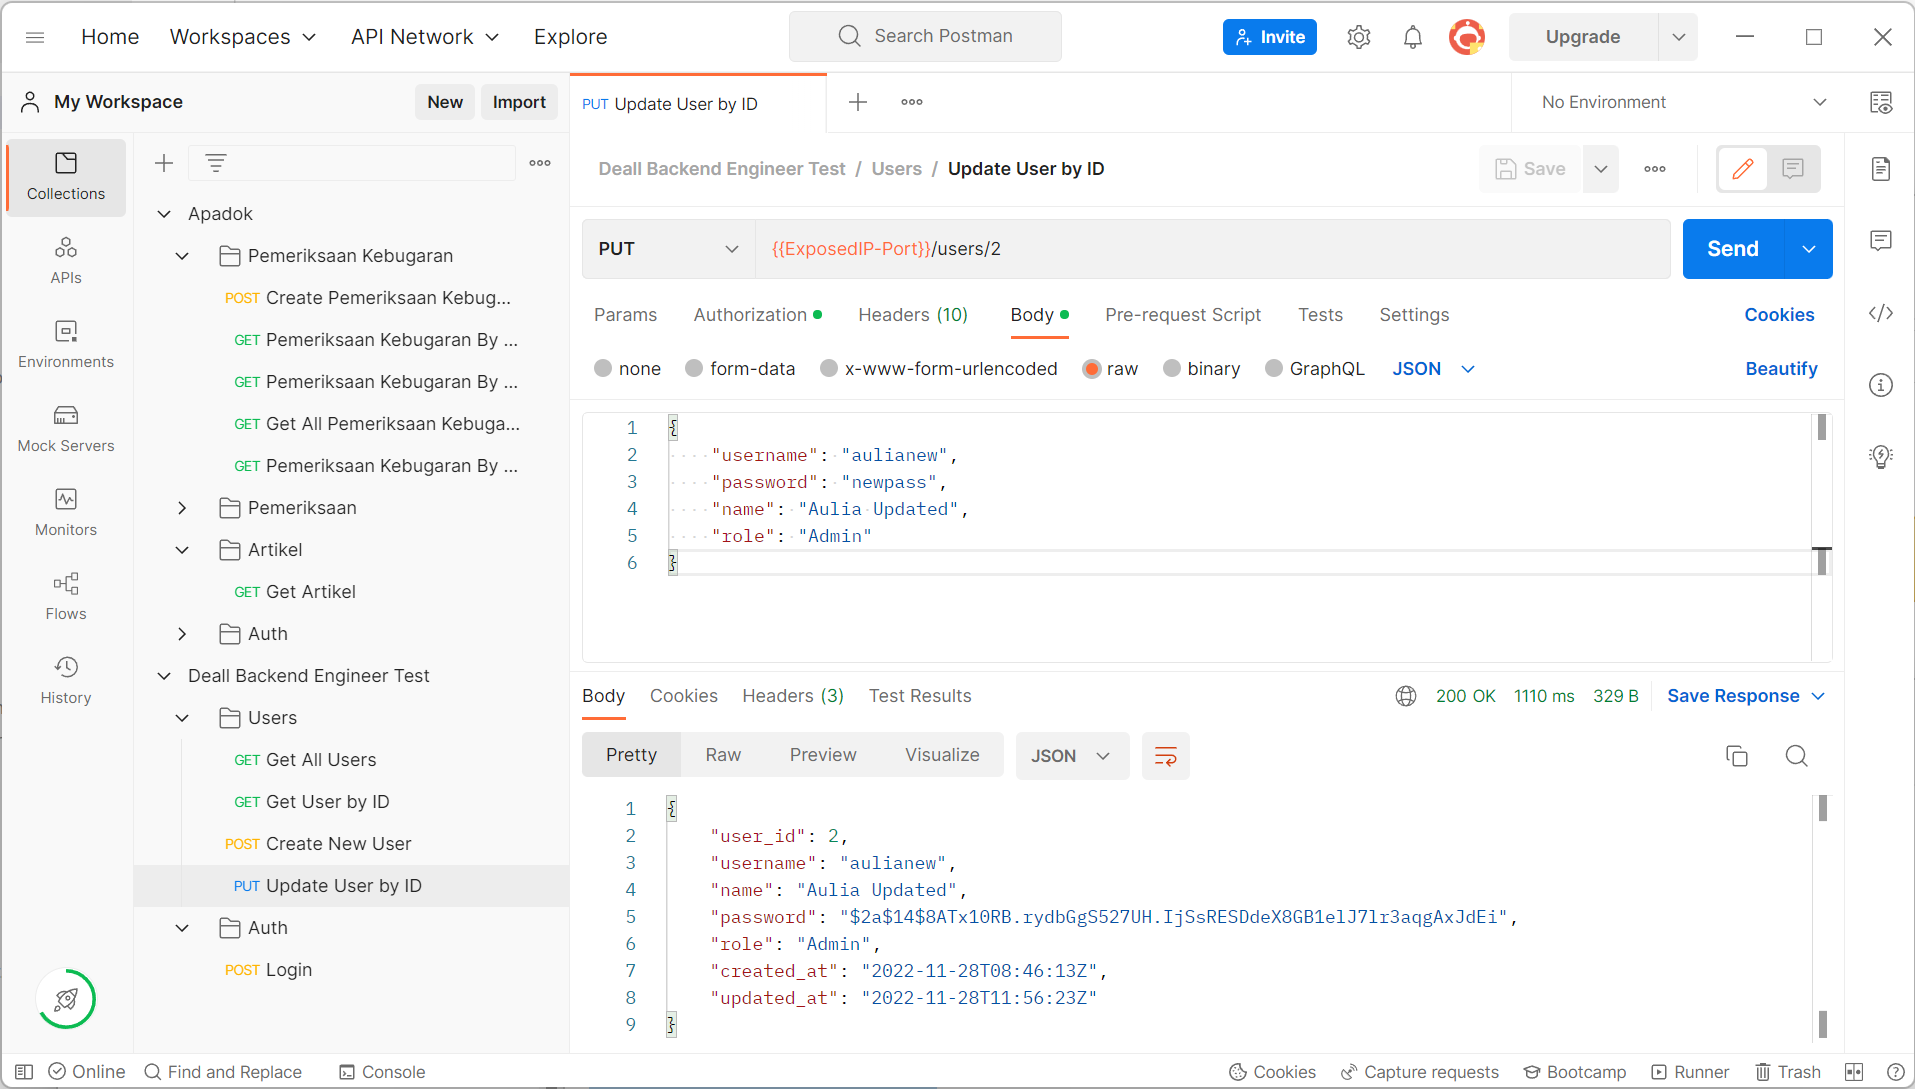 Home Workspaces API Network Explore Search Postman Invite Upgrade
My Workspace New Import
PUT Update User by ID
No Environment
Collections
APIs
Environments
Mock Servers
Monitors
Flows
History
Apadok
Pemeriksaan Kebugaran
POST Create Pemeriksaan Kebug...
GET Pemeriksaan Kebugaran By ...
GET Pemeriksaan Kebugaran By ...
GET Get All Pemeriksaan Kebuga...
GET Pemeriksaan Kebugaran By ...
Pemeriksaan
Artikel
GET Get Artikel
Auth
Deall Backend Engineer Test
Users
GET Get All Users
GET Get User by ID
POST Create New User
PUT Update User by ID
Auth
POST Login
Deall Backend Engineer Test / Users / Update User by ID Save
PUT {{ExposedIP-Port}}/users/2 Send
Params Authorization Headers (10) Body Pre-request Script Tests Settings Cookies
none form-data x-www-form-urlencoded raw binary GraphQL JSON Beautify
1 {
2 "username": "aulianew",
3 "password": "newpass",
4 "name": "Aulia Updated",
5 "role": "Admin"
6 }
Body Cookies Headers (3) Test Results 200 OK 1110 ms 329 B Save Response
Pretty Raw Preview Visualize JSON
1 {
2 "user_id": 2,
3 "username": "aulianew",
4 "name": "Aulia Updated",
5 "password": "$2a$14$8ATx10RB.rydbGgS527UH.IjSsRESDdeX8GB1elJ7lr3aqgAxJdEi",
6 "role": "Admin",
7 "created_at": "2022-11-28T08:46:13Z",
8 "updated_at": "2022-11-28T11:56:23Z"
9 }
Online Find and Replace Console Cookies Capture requests Bootcamp Runner Trash